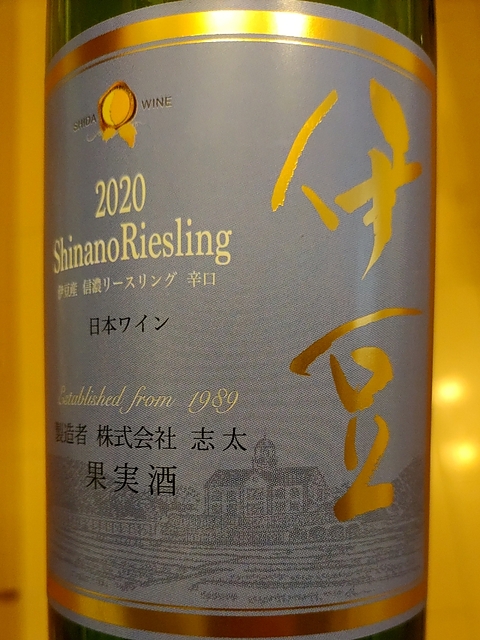 SHIDA WINE
2020
ShinanoRiesling
伊豆産 信濃リースリング 辛口
日本ワイン
Established from 1989
製造者 株式会社 志太
果実酒
伊豆